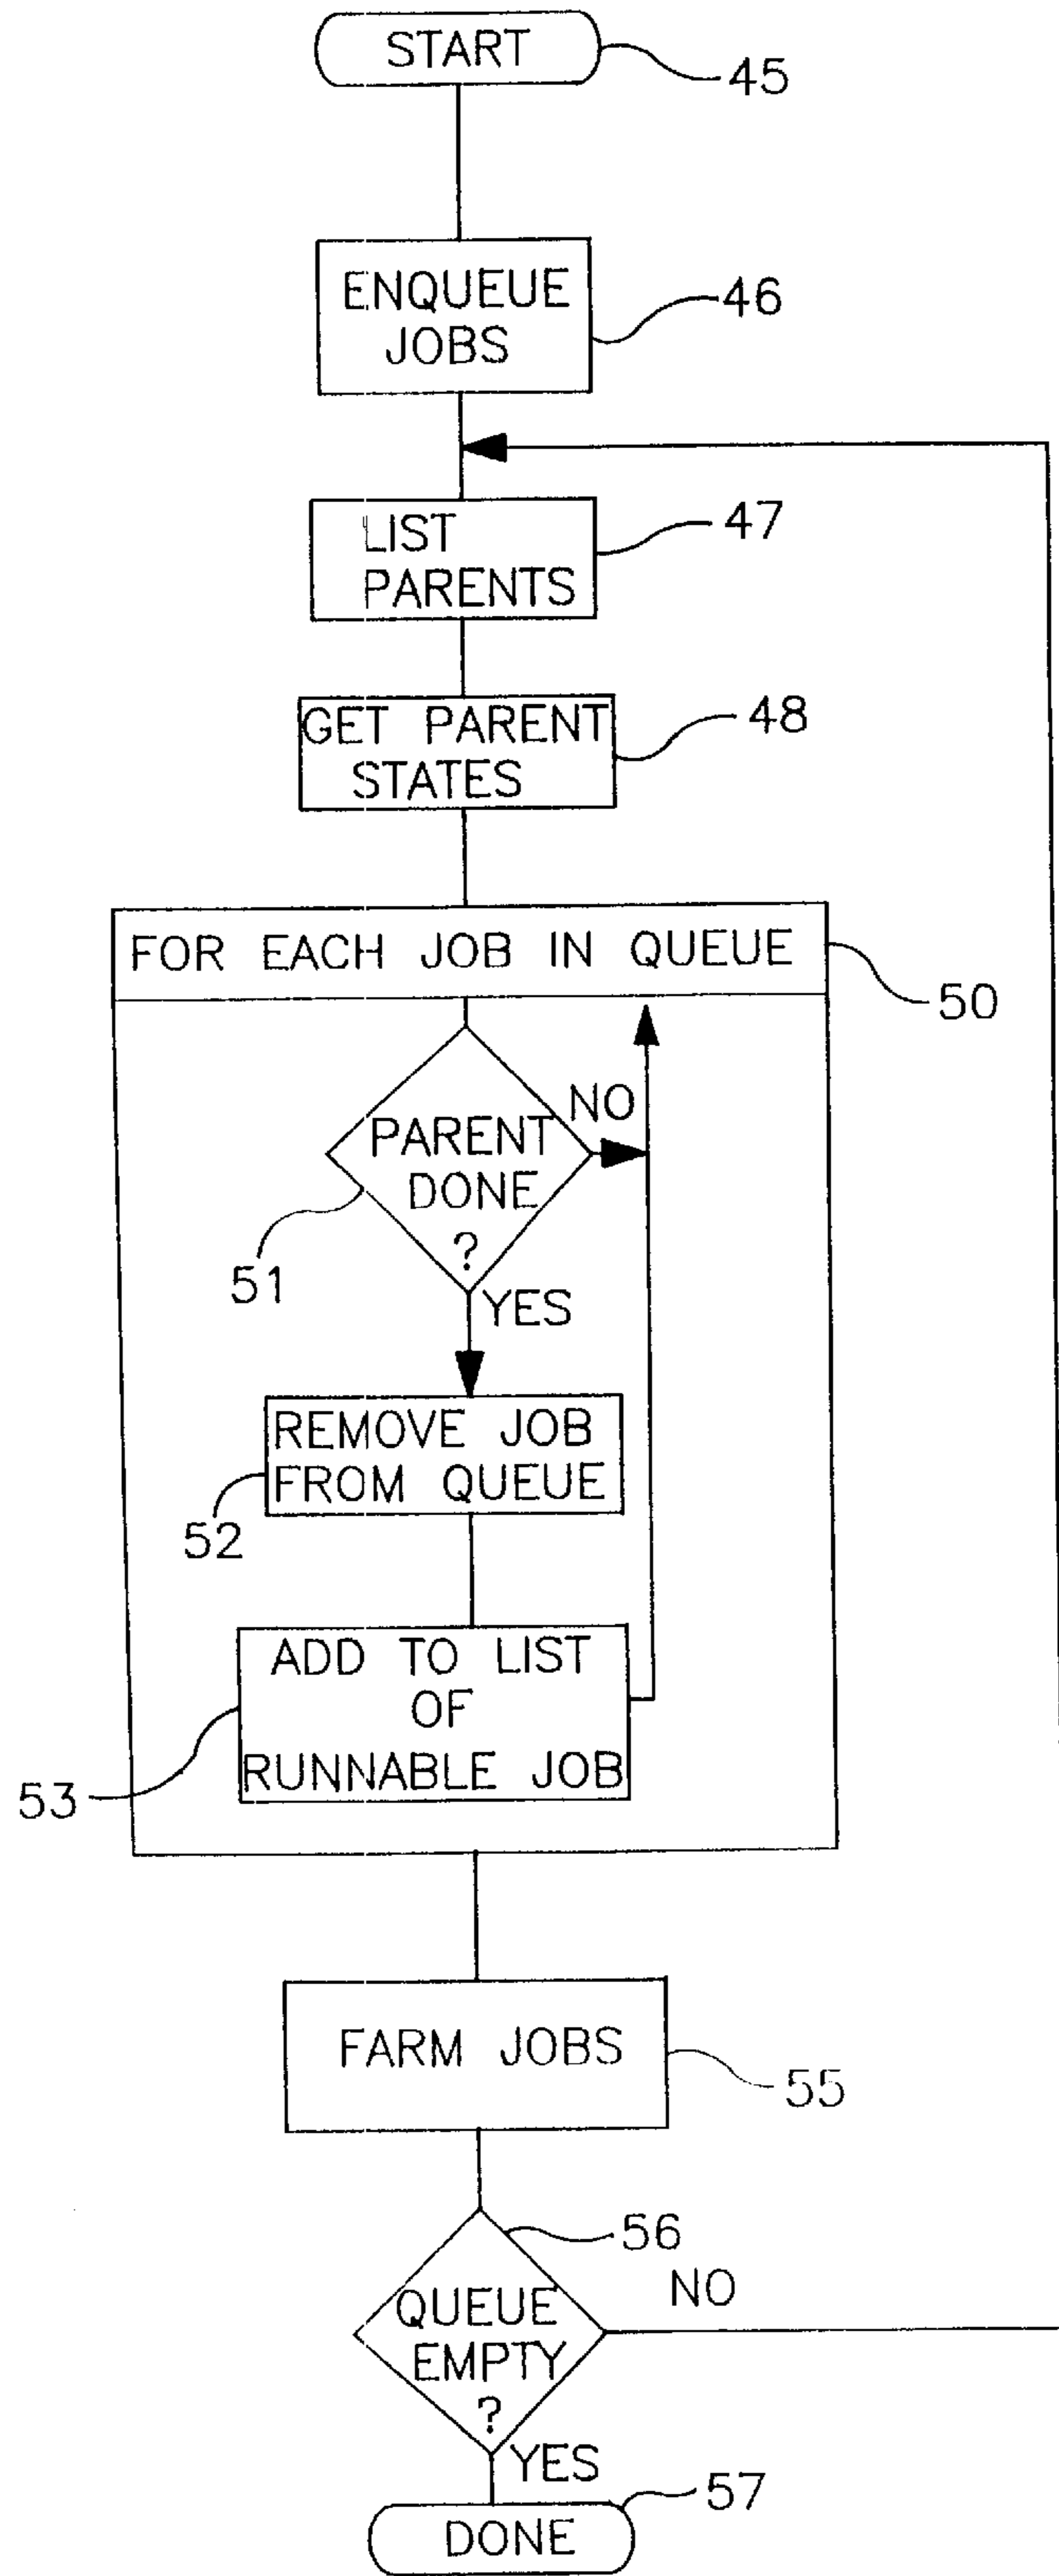 START
45
ENQUEUE
JOBS
46
LIST
PARENTS
47
GET PARENT
STATES
48
FOR EACH JOB IN QUEUE
50
PARENT
DONE
?
NO
51
YES
REMOVE JOB
FROM QUEUE
52
ADD TO LIST
OF
RUNNABLE JOB
53
FARM JOBS
55
56
QUEUE
EMPTY
?
NO
YES
57
DONE